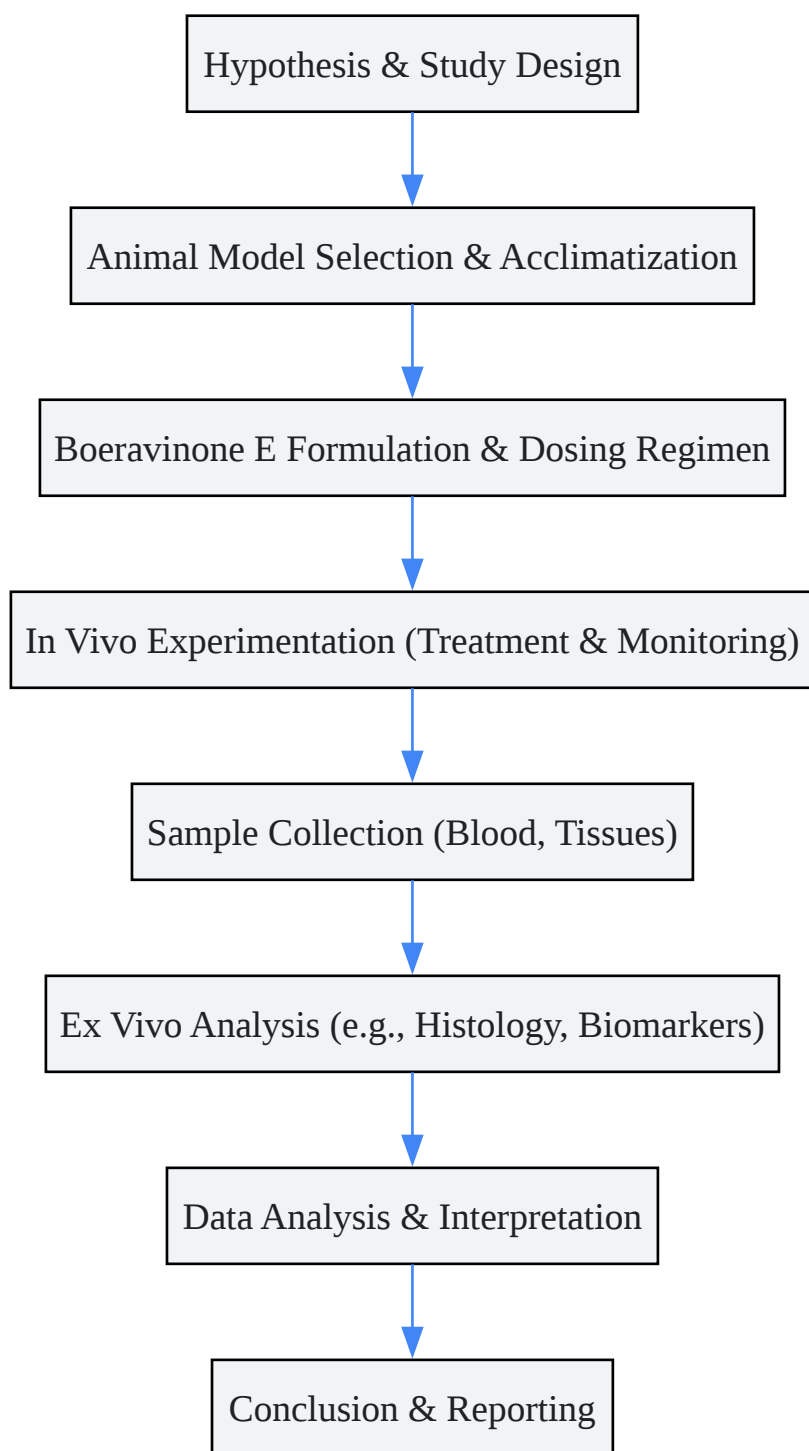 Hypothesis & Study Design
Animal Model Selection & Acclimatization
Boeravinone E Formulation & Dosing Regimen
In Vivo Experimentation (Treatment & Monitoring)
Sample Collection (Blood, Tissues)
Ex Vivo Analysis (e.g., Histology, Biomarkers)
Data Analysis & Interpretation
Conclusion & Reporting